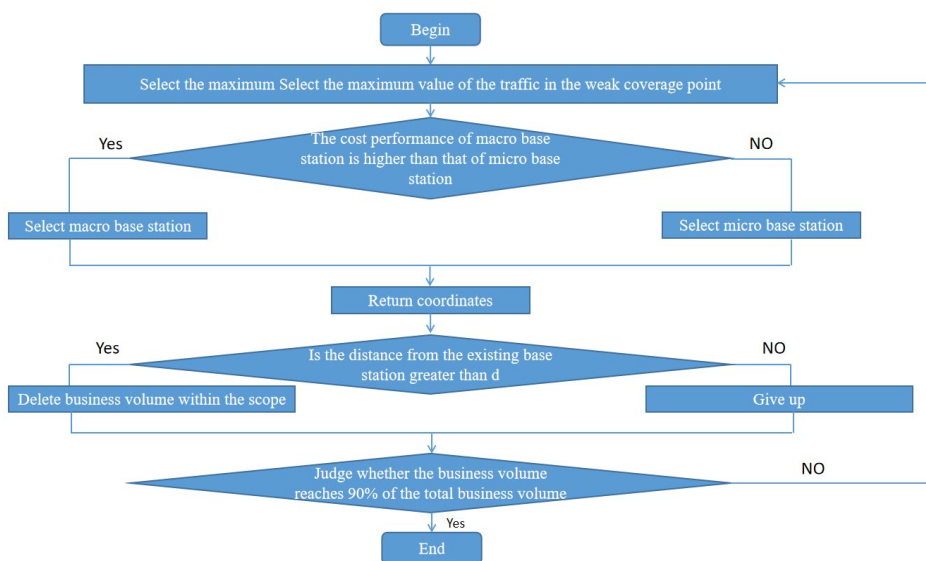 Begin
Select the maximum Select the maximum value of the traffic in the weak coverage point
Yes
The cost performance of macro base
station is higher than that of micro base
station
NO
Select macro base station
Select micro base station
Return coordinates
Yes
Is the distance from the existing base
station greater than d
NO
Delete business volume within the scope
Give up
Judge whether the business volume
reaches 90% of the total business volume
NO
Yes
End